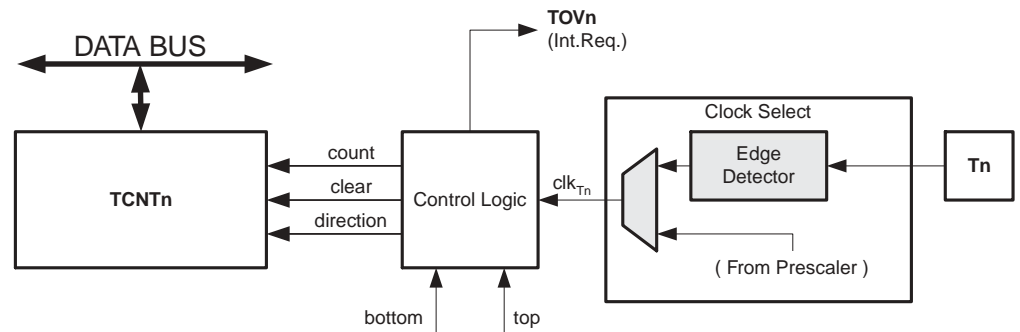 TOVn
(Int.Req.)
DATA BUS
Clock Select
TCNTn
count
clear
direction
Control Logic
clkTn
Edge
Detector
Tn
( From Prescaler )
bottom
top